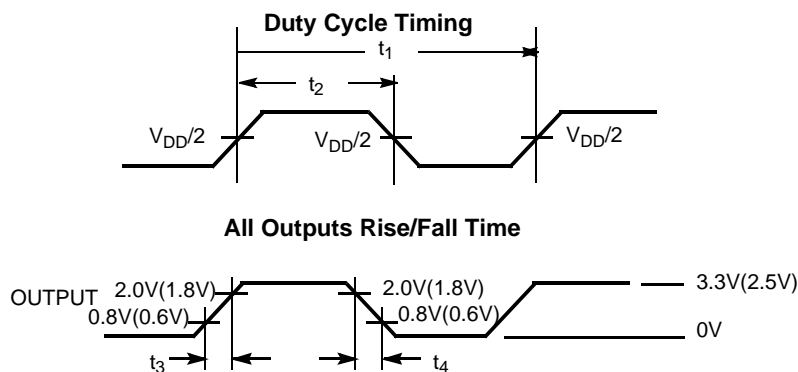 Duty Cycle Timing
t1
t2
VDD/2
VDD/2
VDD/2
All Outputs Rise/Fall Time
OUTPUT
2.0V(1.8V)
0.8V(0.6V)
2.0V(1.8V)
0.8V(0.6V)
3.3V(2.5V)
0V
t3
t4